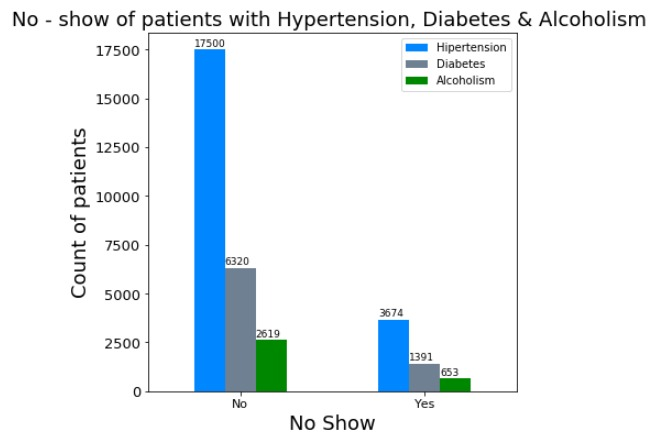 No - show of patients with Hypertension, Diabetes & Alcoholism
Hipertension
Diabetes
Alcoholism
Count of patients
17500
15000
12500
10000
7500
5000
2500
0
17500
6320
2619
3674
1391
653
No
Yes
No Show